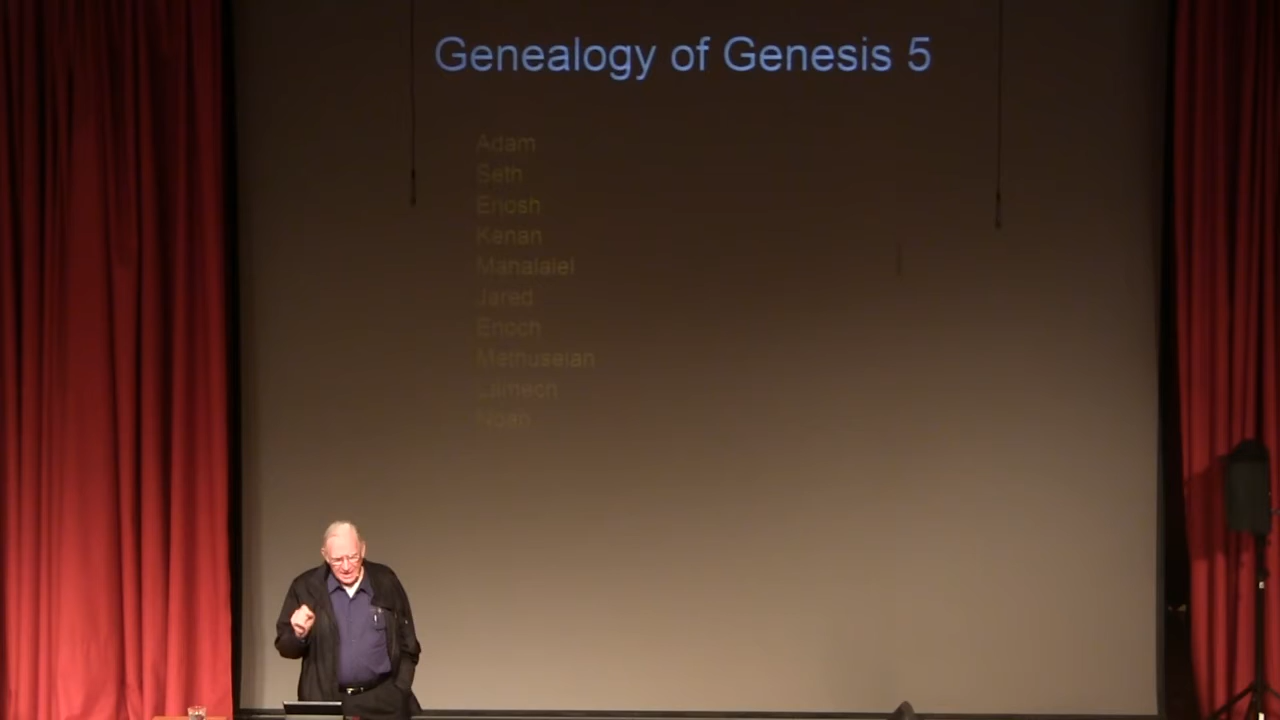 Genealogy of Genesis 5
Adam
Seth
Enosh
Kenan
Mahalalel
Jared
Enoch
Methuselah
Lamech
Noah